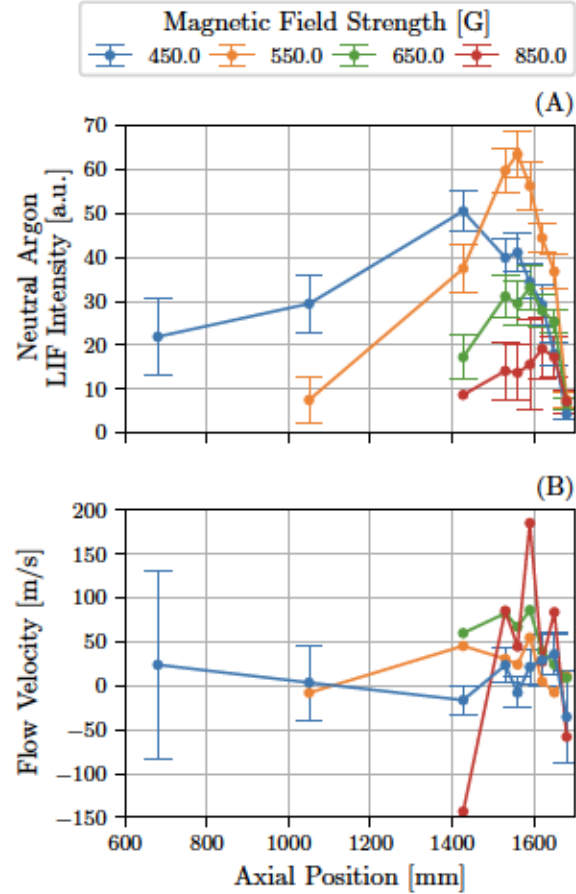 Magnetic Field Strength [G]
450.0 550.0 650.0 850.0
(A)
70
60
50
40
30
20
10
0
Neutral Argon
LIF Intensity [a.u.]
(B)
200
150
100
50
0
−50
−100
−150
Flow Velocity [m/s]
600 800 1000 1200 1400 1600
Axial Position [mm]